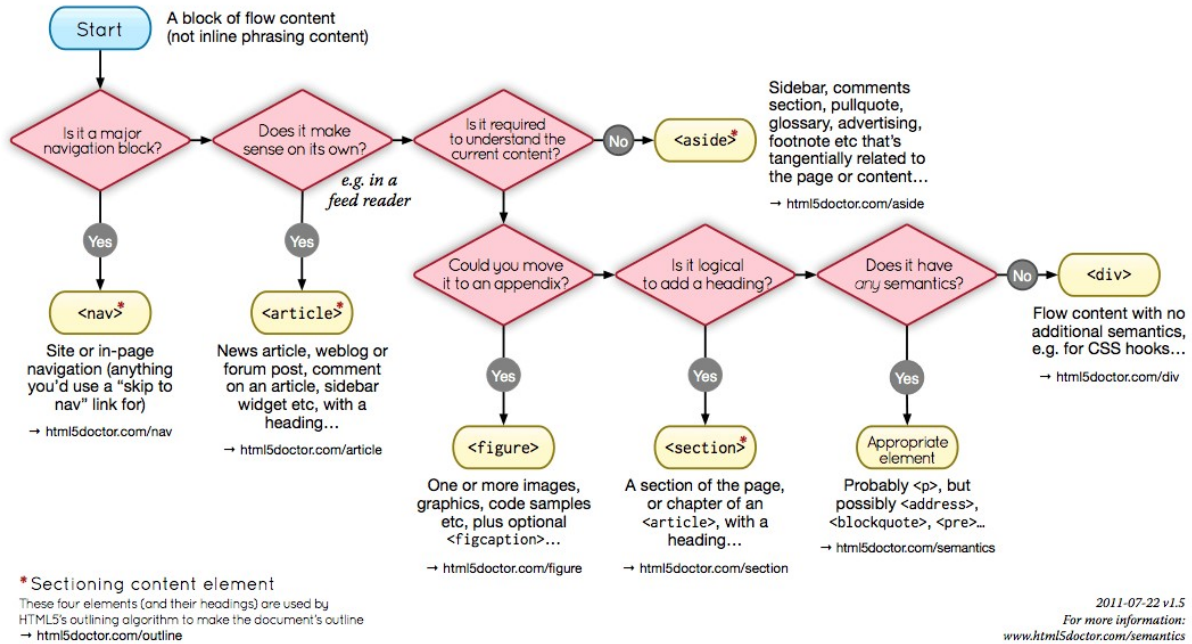 Start
A block of flow content
(not inline phrasing content)
Is it a major
navigation block?
Does it make
sense on its own?
e.g. in a
feed reader
Is it required
to understand the
current content?
No
<aside>*
Sidebar, comments
section, pullquote,
glossary, advertising,
footnote etc that's
tangentially related to
the page or content…
→ html5doctor.com/aside
Yes
<nav>*
Site or in-page
navigation (anything
you'd use a “skip to
nav” link for)
→ html5doctor.com/nav
Yes
<article>*
News article, weblog or
forum post, comment
on an article, sidebar
widget etc, with a
heading…
→ html5doctor.com/article
Could you move
it to an appendix?
Yes
<figure>
One or more images,
graphics, code samples
etc, plus optional
<figcaption>…
→ html5doctor.com/figure
Is it logical
to add a heading?
Yes
<section>*
A section of the page,
or chapter of an
<article>, with a
heading…
→ html5doctor.com/section
Does it have
any semantics?
Yes
Appropriate
element
Probably <p>, but
possibly <address>,
<blockquote>, <pre>…
→ html5doctor.com/semantics
No
<div>
Flow content with no
additional semantics,
e.g. for CSS hooks…
→ html5doctor.com/div
* Sectioning content element
These four elements (and their headings) are used by
HTML5's outlining algorithm to make the document's outline
→ html5doctor.com/outline
2011-07-22 v1.5
For more information:
www.html5doctor.com/semantics